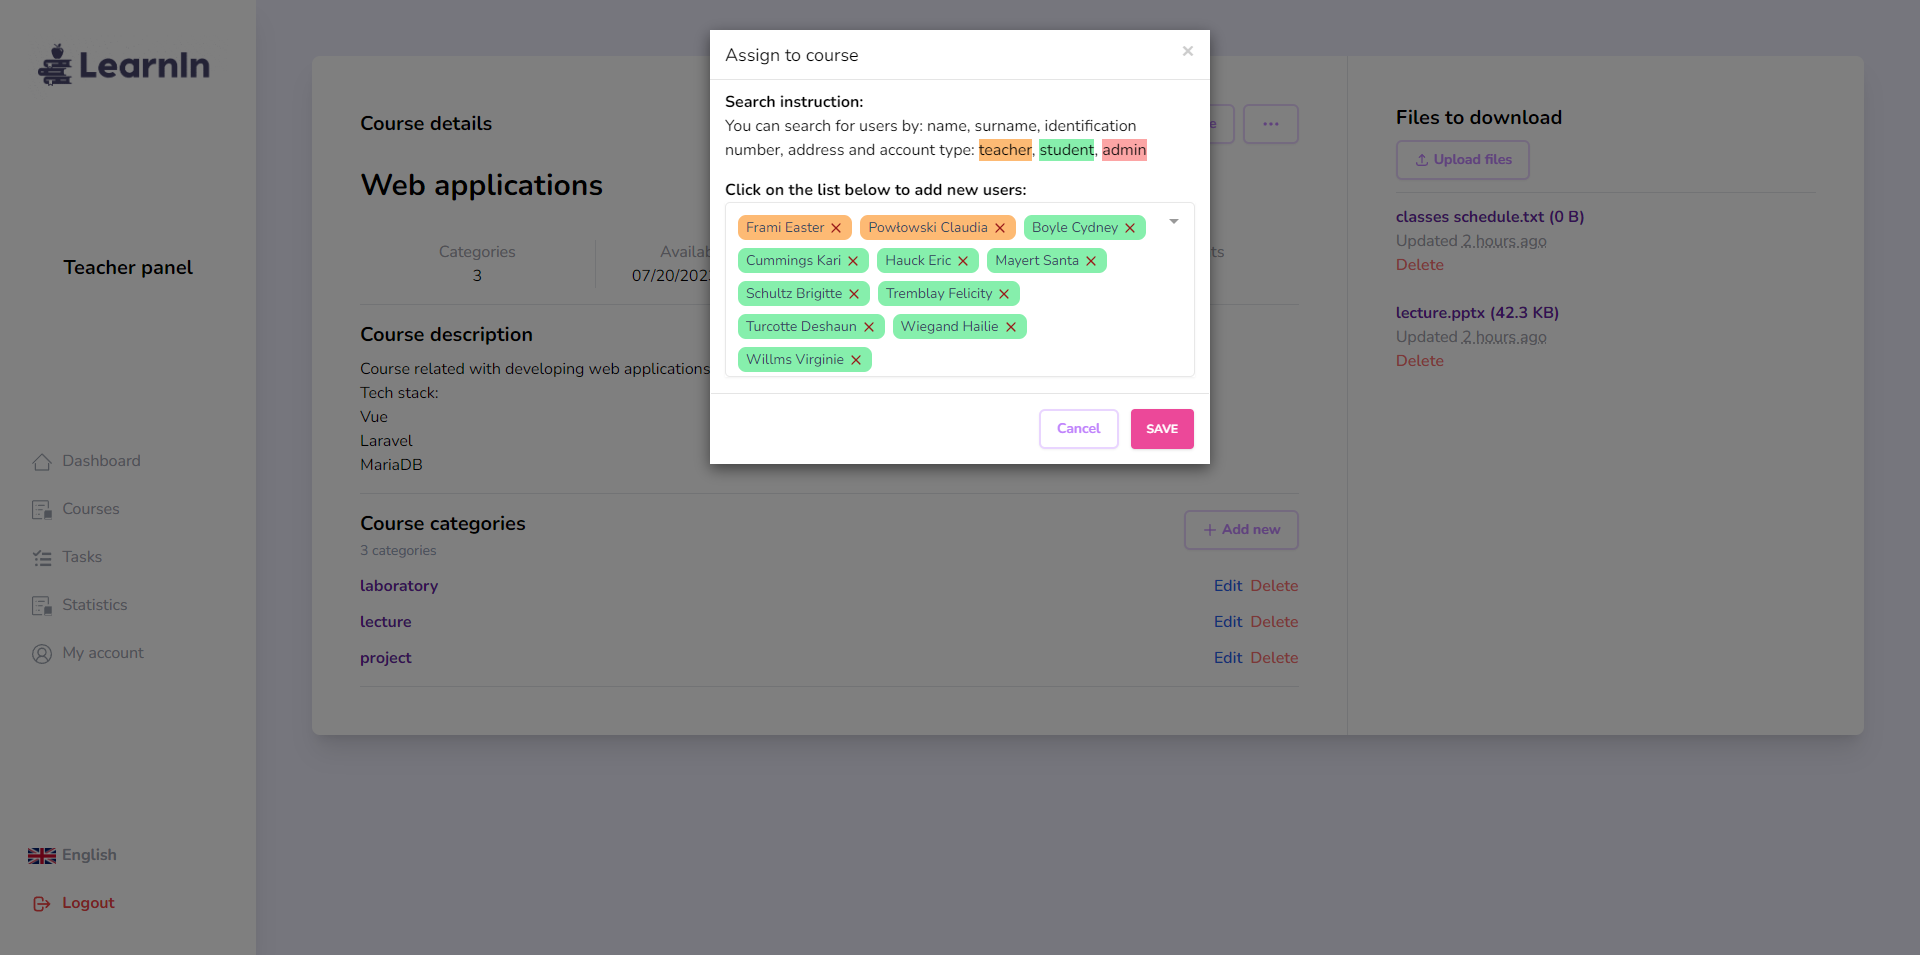 LearnIn
Teacher panel
Dashboard
Courses
Tasks
Statistics
My account
English
Logout
Course details
Web applications
Categories
3
07/20/202
Course description
Course related with developing web applications
Tech stack:
Vue
Laravel
MariaDB
Course categories
3 categories
Add new
laboratory
Edit Delete
lecture
Edit Delete
project
Edit Delete
Assign to course
×
Search instruction:
You can search for users by: name, surname, identification
number, address and account type: teacher, student, admin
Click on the list below to add new users:
Frami Easter Powłowski Claudia Boyle Cydney
Cummings Kari Hauck Eric Mayert Santa
Schultz Brigitte Tremblay Felicity
Turcotte Deshaun Wiegand Hailie
Willms Virginie
Cancel SAVE
Files to download
Upload files
classes schedule.txt (0 B)
Updated 2 hours ago
Delete
lecture.pptx (42.3 KB)
Updated 2 hours ago
Delete